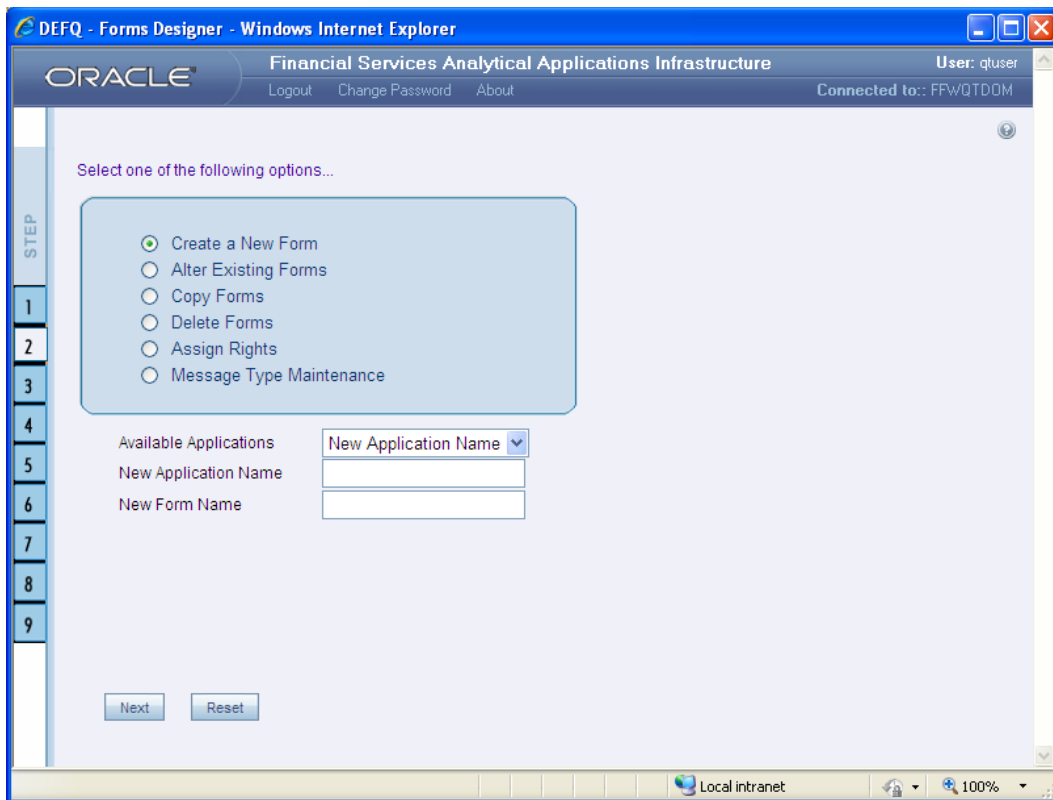 DEFQ - Forms Designer - Windows Internet Explorer
ORACLE
Financial Services Analytical Applications Infrastructure
User: qtuser
Logout Change Password About
Connected to:: FFWQTDOM
Select one of the following options...
STEP
Create a New Form
Alter Existing Forms
Copy Forms
Delete Forms
Assign Rights
Message Type Maintenance
1
2
3
4
5
6
7
8
9
Available Applications New Application Name
New Application Name
New Form Name
Next Reset
Local intranet
100%